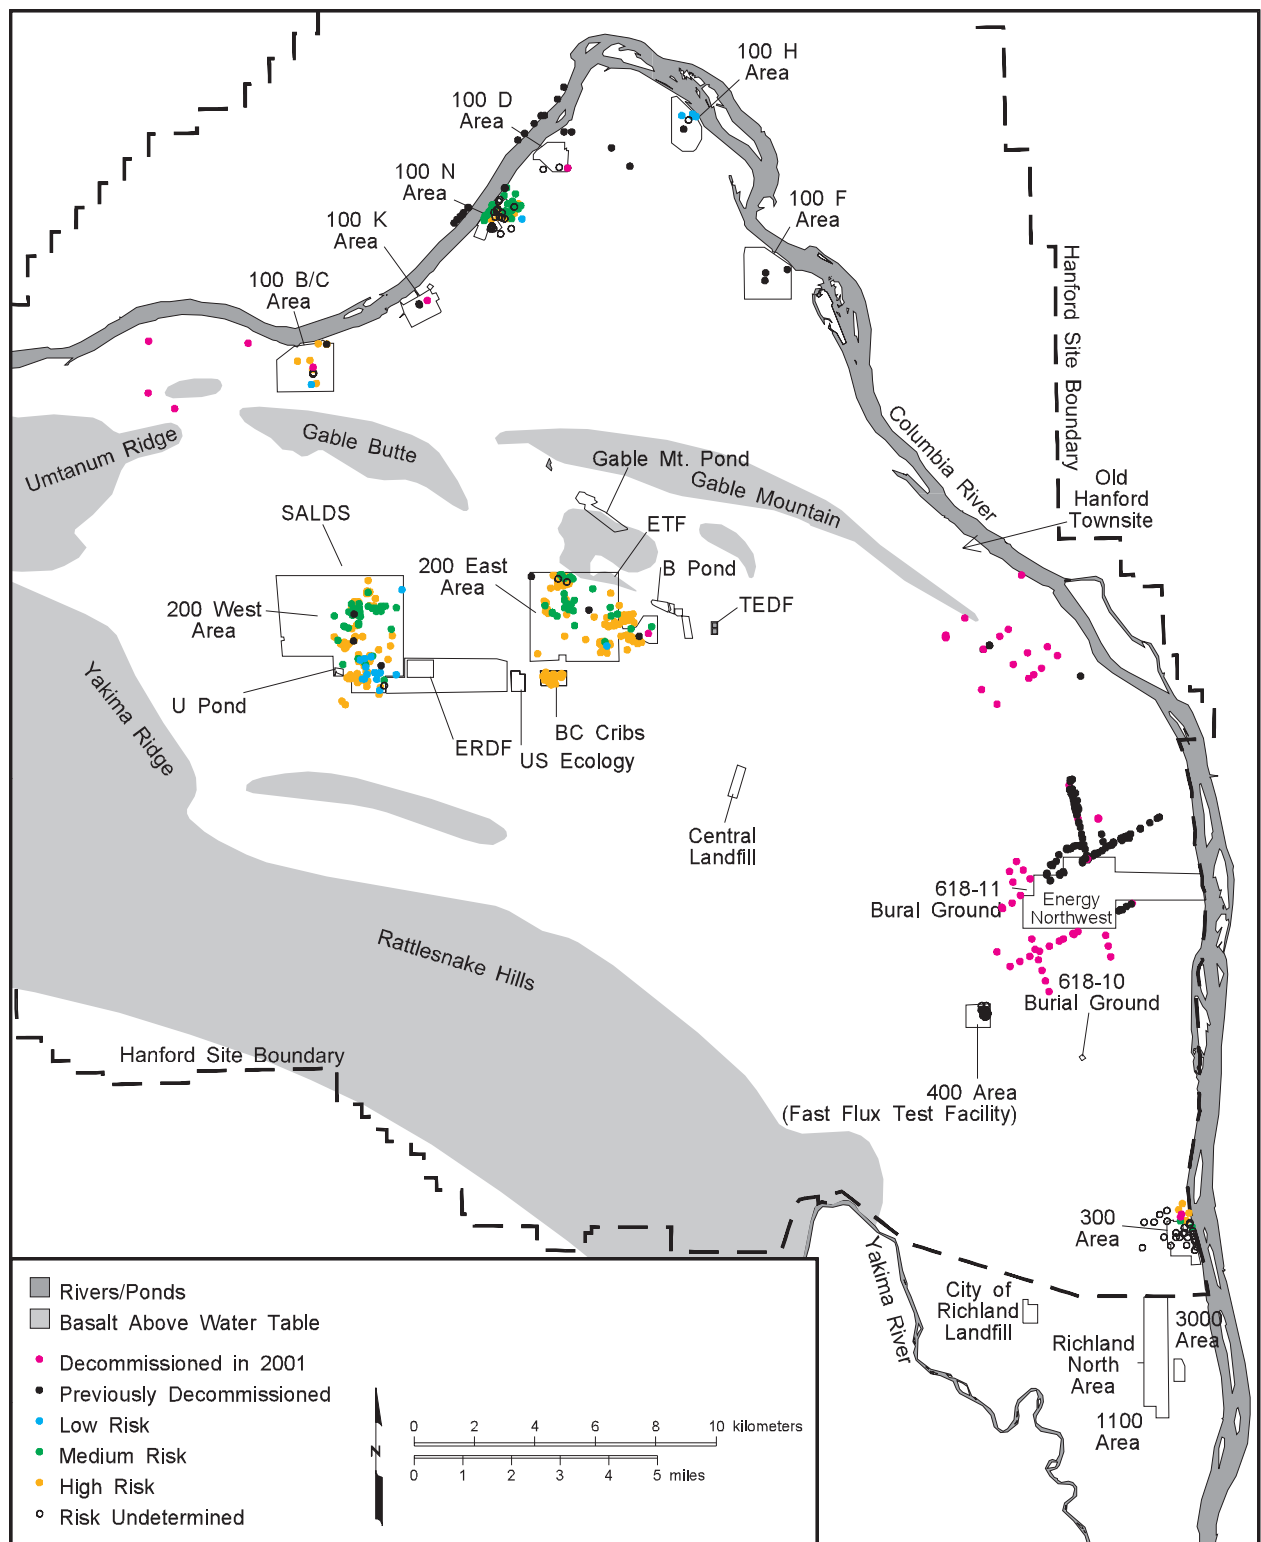 100 H
Area
100 D
Area
100 N
Area
100 F
Area
100 K
Area
100 B/C
Area
Hanford Site Boundary
Columbia River
Umtanum Ridge
Gable Butte
Gable Mt. Pond
Gable Mountain
Old
Hanford
Townsite
SALDS
ETF
200 East
Area
B Pond
TEDF
200 West
Area
U Pond
Yakima Ridge
ERDF
BC Cribs
US Ecology
Central
Landfill
618-11
Bural Ground
Energy
Northwest
Rattlesnake Hills
618-10
Burial Ground
Hanford Site Boundary
400 Area
(Fast Flux Test Facility)
300
Area
Yakima River
City of
Richland
Landfill
3000
Area
Richland
North
Area
1100
Area
Rivers/Ponds
Basalt Above Water Table
Decommissioned in 2001
Previously Decommissioned
Low Risk
Medium Risk
High Risk
Risk Undetermined
N
0 2 4 6 8 10 kilometers
0 1 2 3 4 5 miles